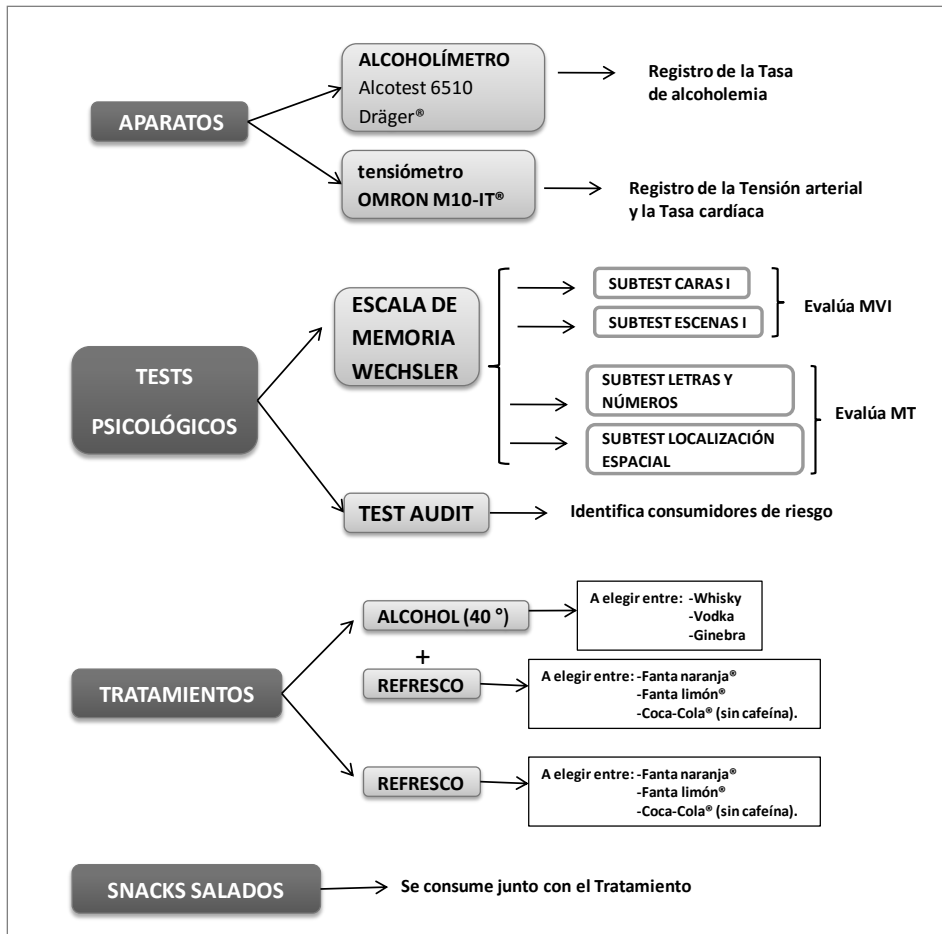 APARATOS
ALCOHOLÍMETRO
Alcotest 6510
Dräger®
Registro de la Tasa
de alcoholemia
tensiómetro
OMRON M10-IT®
Registro de la Tensión arterial
y la Tasa cardíaca
TESTS
PSICOLÓGICOS
ESCALA DE
MEMORIA
WECHSLER
SUBTEST CARAS I
SUBTEST ESCENAS I
Evalúa MVI
SUBTEST LETRAS Y
NÚMEROS
SUBTEST LOCALIZACIÓN
ESPACIAL
Evalúa MT
TEST AUDIT
Identifica consumidores de riesgo
TRATAMIENTOS
ALCOHOL (40 °)
A elegir entre: -Whisky
-Vodka
-Ginebra
+
REFRESCO
A elegir entre: -Fanta naranja®
-Fanta limón®
-Coca-Cola® (sin cafeína).
REFRESCO
A elegir entre: -Fanta naranja®
-Fanta limón®
-Coca-Cola® (sin cafeína).
SNACKS SALADOS
Se consume junto con el Tratamiento